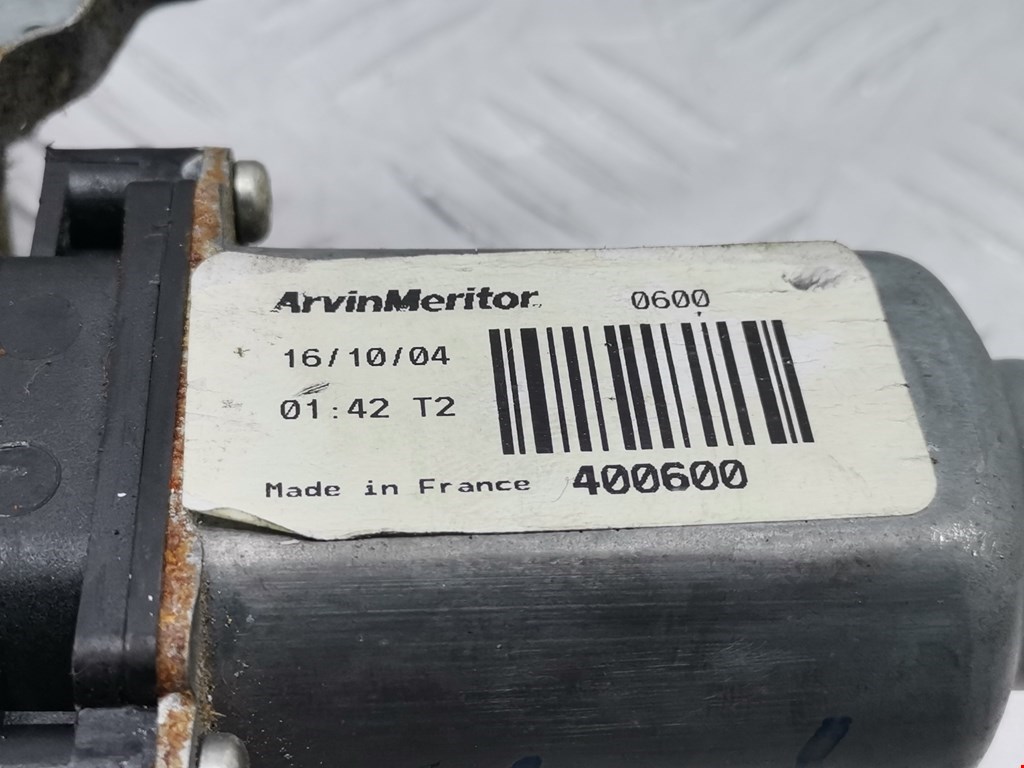 ArvinMeritor 0600
16/10/04
01:42 T2
Made in France 400600